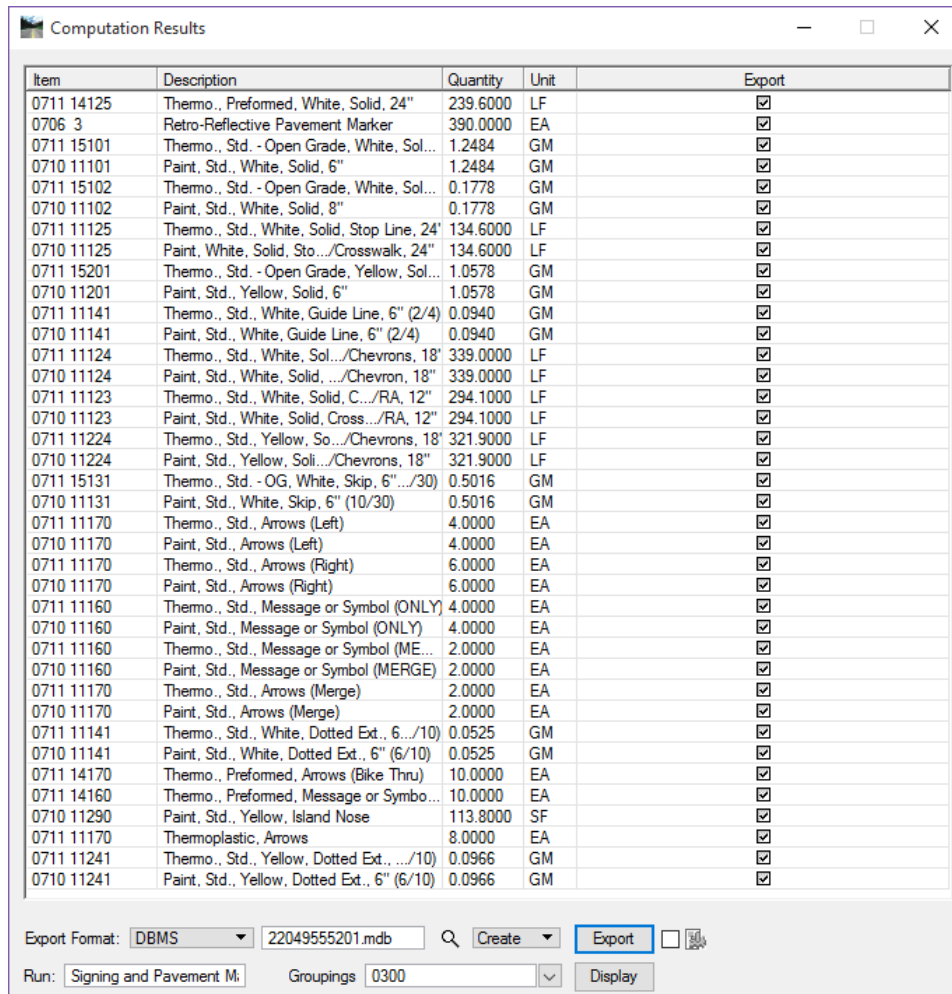 Computation Results
Item Description Quantity Unit Export
0711 14125 Thermo., Preformed, White, Solid, 24" 239.6000 LF
0706 3 Retro-Reflective Pavement Marker 390.0000 EA
0711 15101 Thermo., Std. - Open Grade, White, Sol... 1.2484 GM
0710 11101 Paint, Std., White, Solid, 6" 1.2484 GM
0711 15102 Thermo., Std. - Open Grade, White, Sol... 0.1778 GM
0710 11102 Paint, Std., White, Solid, 8" 0.1778 GM
0711 11125 Thermo., Std., White, Solid, Stop Line, 24' 134.6000 LF
0710 11125 Paint, White, Solid, Sto.../Crosswalk, 24" 134.6000 LF
0711 15201 Thermo., Std. - Open Grade, Yellow, Sol... 1.0578 GM
0710 11201 Paint, Std., Yellow, Solid, 6" 1.0578 GM
0711 11141 Thermo., Std., White, Guide Line, 6" (2/4) 0.0940 GM
0710 11141 Paint, Std., White, Guide Line, 6" (2/4) 0.0940 GM
0711 11124 Thermo., Std., White, Sol.../Chevrons, 18' 339.0000 LF
0710 11124 Paint, Std., White, Solid, .../Chevron, 18" 339.0000 LF
0711 11123 Thermo., Std., White, Solid, C.../RA, 12" 294.1000 LF
0710 11123 Paint, Std., White, Solid, Cross.../RA, 12" 294.1000 LF
0711 11224 Thermo., Std., Yellow, So.../Chevrons, 18' 321.9000 LF
0710 11224 Paint, Std., Yellow, Soli.../Chevrons, 18" 321.9000 LF
0711 15131 Thermo., Std. - OG, White, Skip, 6".../30) 0.5016 GM
0710 11131 Paint, Std., White, Skip, 6" (10/30) 0.5016 GM
0711 11170 Thermo., Std., Arrows (Left) 4.0000 EA
0710 11170 Paint, Std., Arrows (Left) 4.0000 EA
0711 11170 Thermo., Std., Arrows (Right) 6.0000 EA
0710 11170 Paint, Std., Arrows (Right) 6.0000 EA
0711 11160 Thermo., Std., Message or Symbol (ONLY) 4.0000 EA
0710 11160 Paint, Std., Message or Symbol (ONLY) 4.0000 EA
0711 11160 Thermo., Std., Message or Symbol (ME... 2.0000 EA
0710 11160 Paint, Std., Message or Symbol (MERGE) 2.0000 EA
0711 11170 Thermo., Std., Arrows (Merge) 2.0000 EA
0710 11170 Paint, Std., Arrows (Merge) 2.0000 EA
0711 11141 Thermo., Std., White, Dotted Ext., 6.../10) 0.0525 GM
0710 11141 Paint, Std., White, Dotted Ext., 6" (6/10) 0.0525 GM
0711 14170 Thermo., Preformed, Arrows (Bike Thru) 10.0000 EA
0711 14160 Thermo., Preformed, Message or Symbo... 10.0000 EA
0710 11290 Paint, Std., Yellow, Island Nose 113.8000 SF
0711 11170 Thermoplastic, Arrows 8.0000 EA
0711 11241 Thermo., Std., Yellow, Dotted Ext., .../10) 0.0966 GM
0710 11241 Paint, Std., Yellow, Dotted Ext., 6" (6/10) 0.0966 GM
Export Format: DBMS 22049555201.mdb Create Export
Run: Signing and Pavement M Groupings 0300 Display